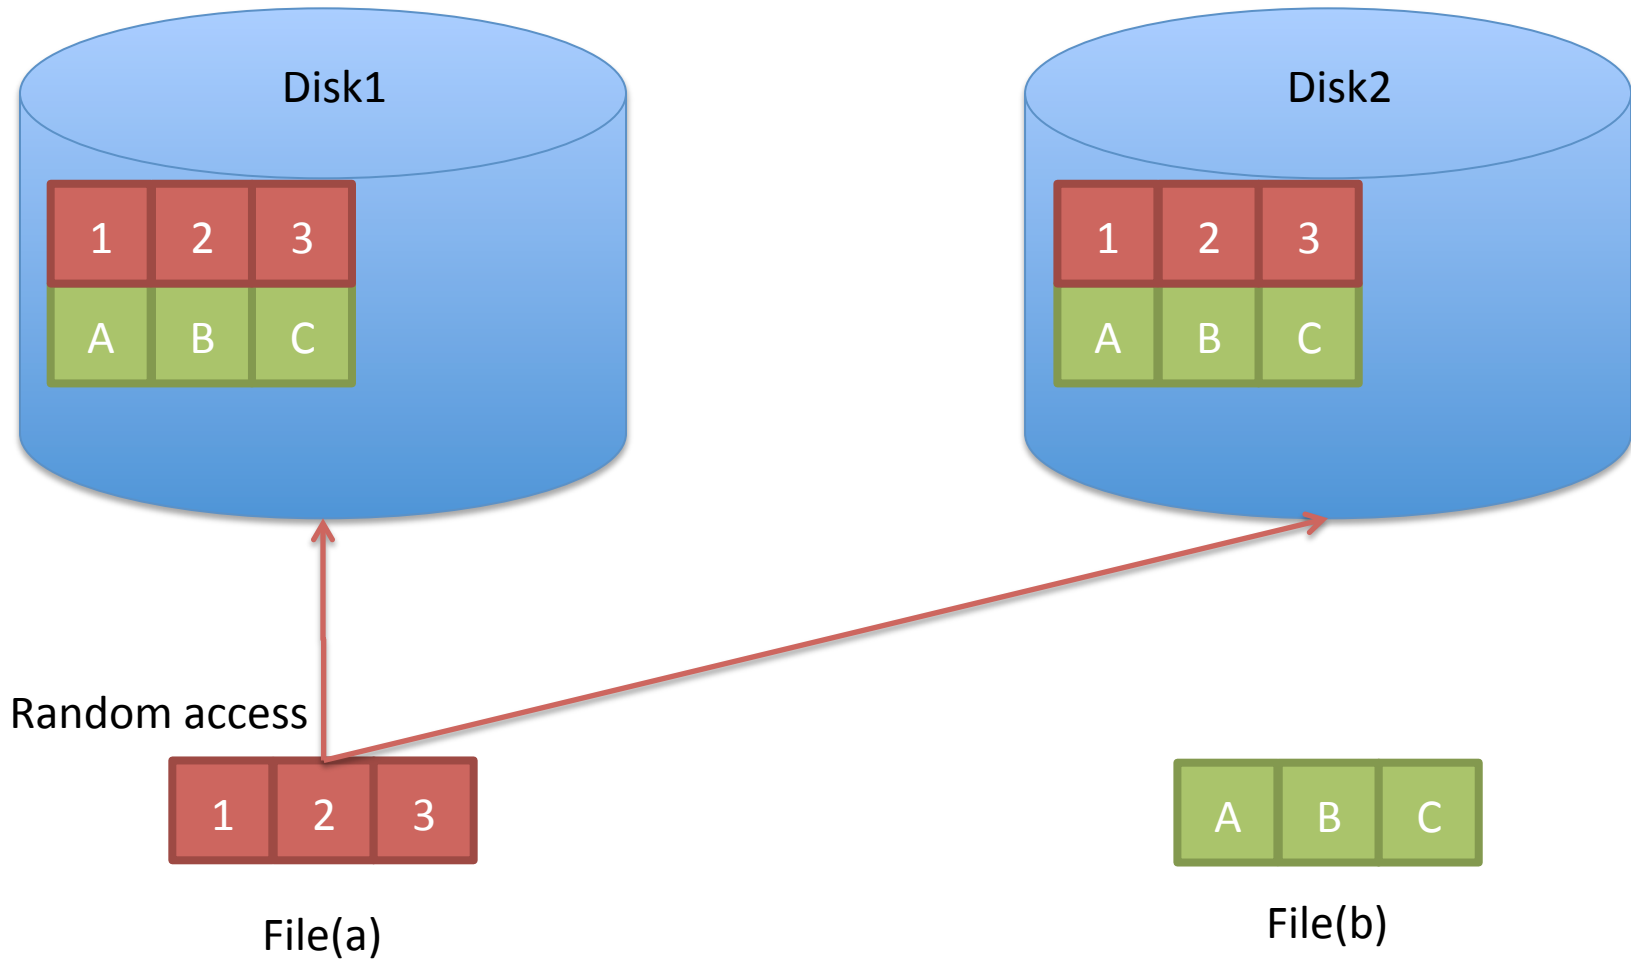 Disk1
Disk2
1 2 3
A B C
1 2 3
A B C
Random access
1 2 3
A B C
File(a)
File(b)